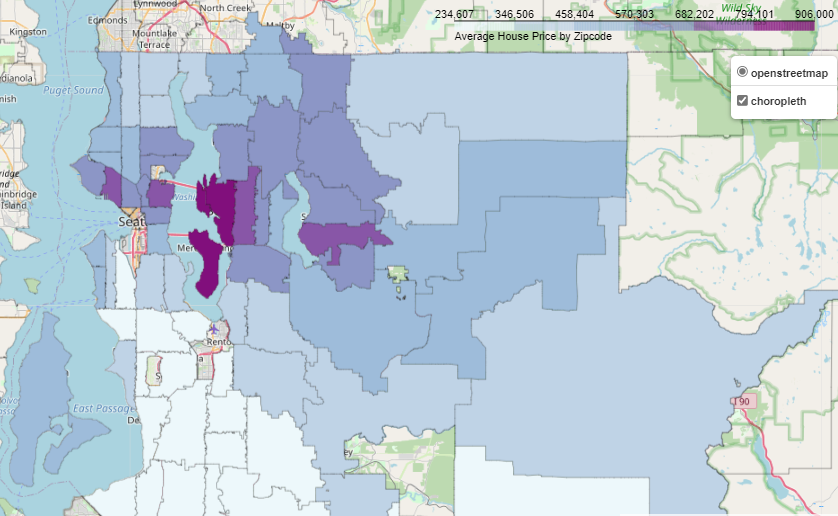 Lynnwood
North Creek
Edmonds
Maltby
Mountlake
Terrace
Kingston
Puget Sound
Seat
Mer
Rento
East Passage
De
ey
90
Wild Sky
234,607 346,506 458,404 570,303 682,202 794,101 906,000
Average House Price by Zipcode
openstreetmap
choropleth